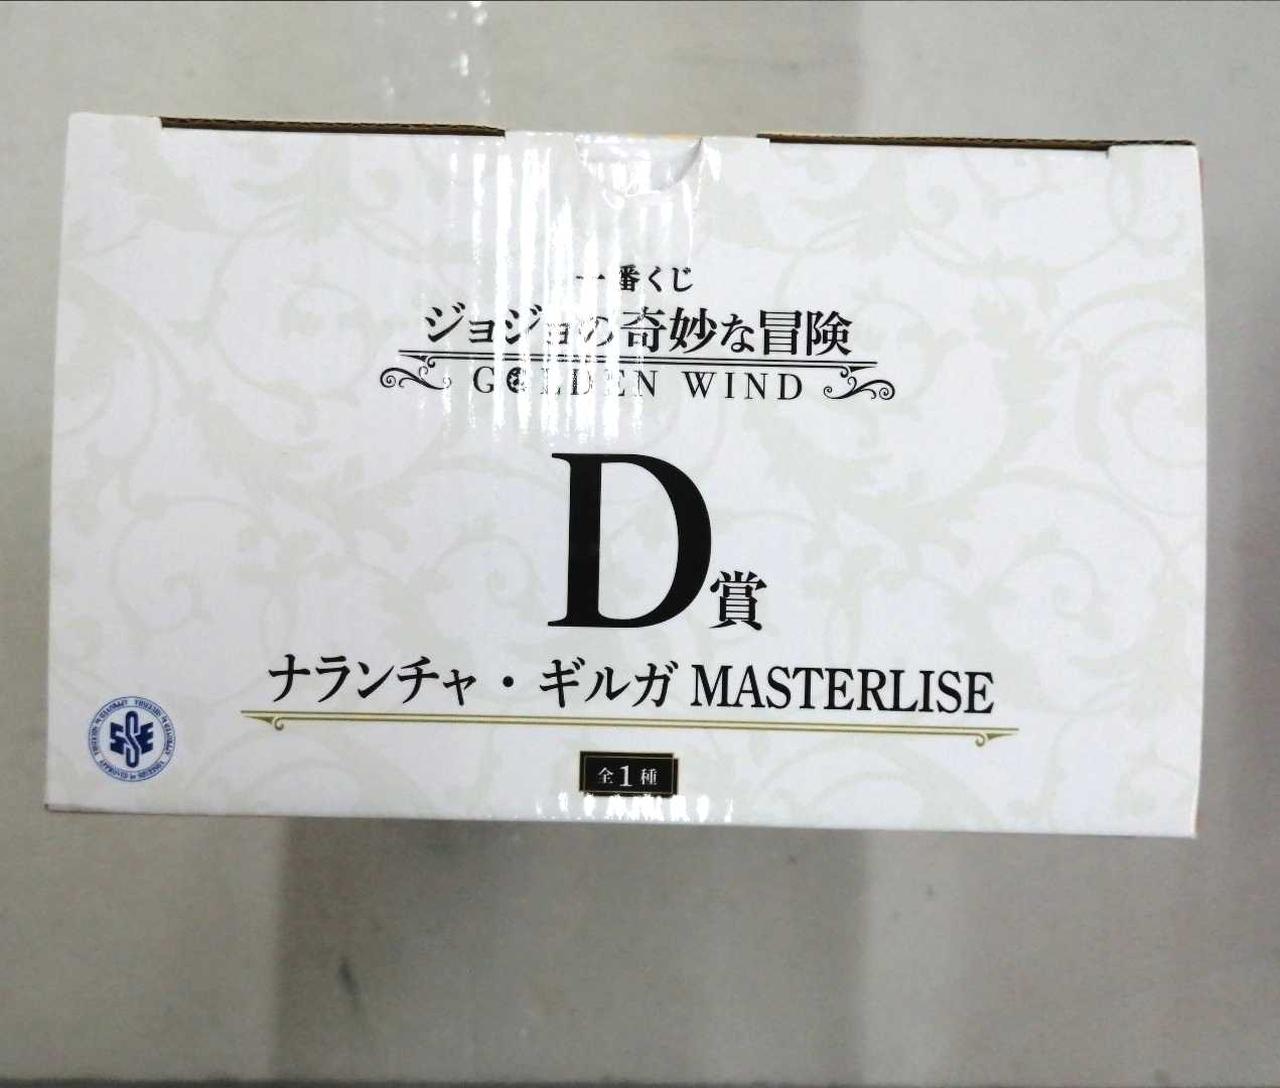 一番くじ
ジョジョの奇妙な冒険
GOLDEN WIND
D賞
ナランチャ・ギルガ MASTERLISE
全1種